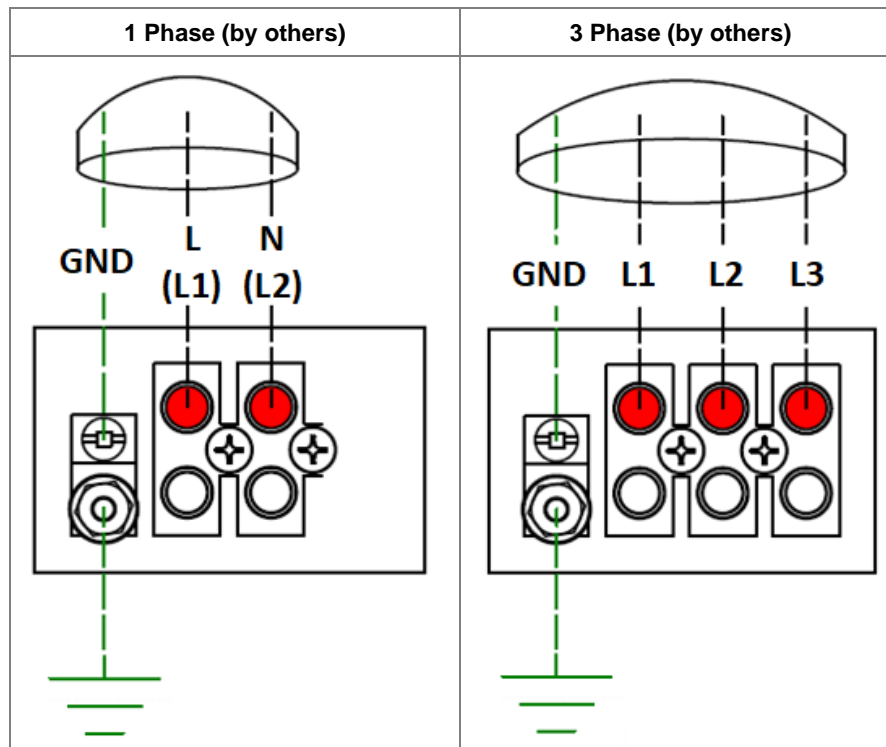 1 Phase (by others)
3 Phase (by others)
GND
L
(L1)
N
(L2)
GND
L1
L2
L3